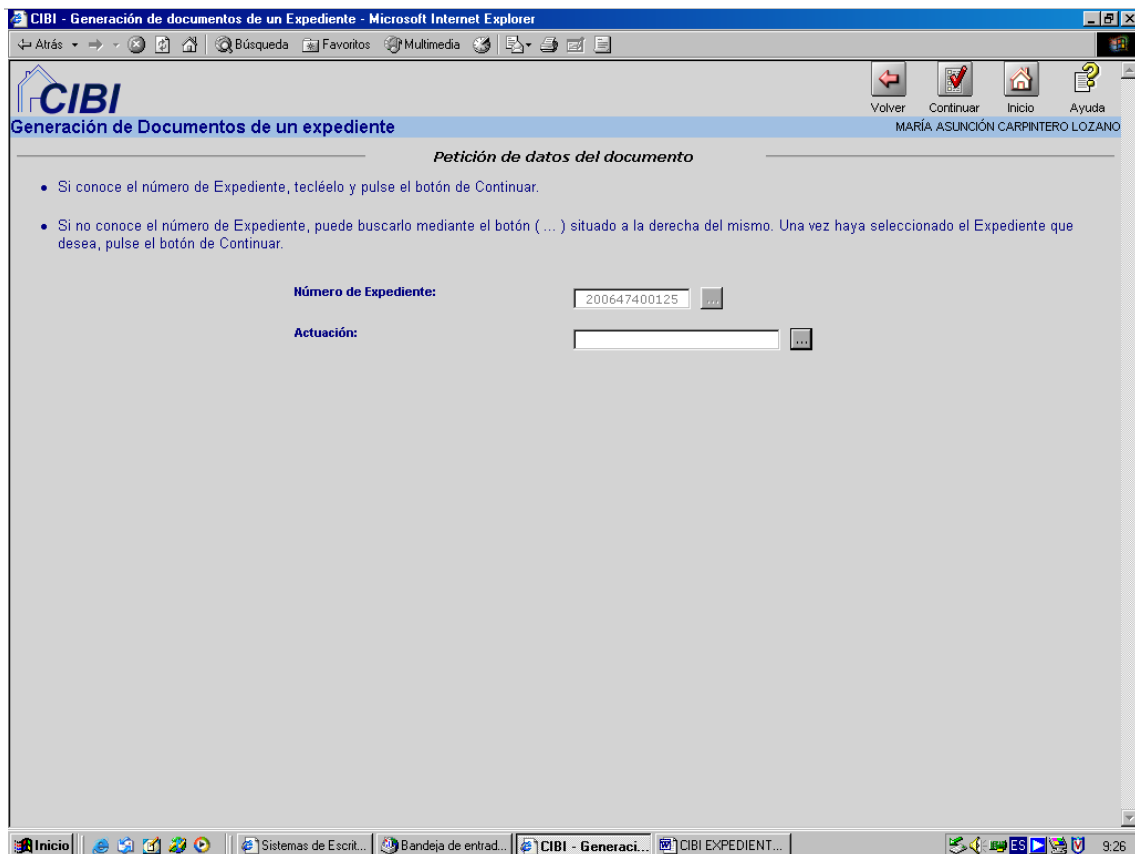 CIBI - Generación de documentos de un Expediente - Microsoft Internet Explorer
Atrás Búsqueda Favoritos Multimedia
CIBI
Volver Continuar Inicio Ayuda
Generación de Documentos de un expediente MARÍA ASUNCIÓN CARPINTERO LOZANO
Petición de datos del documento
• Si conoce el número de Expediente, tecléelo y pulse el botón de Continuar.
• Si no conoce el número de Expediente, puede buscarlo mediante el botón ( ... ) situado a la derecha del mismo. Una vez haya seleccionado el Expediente que
desea, pulse el botón de Continuar.
Número de Expediente: 200647400125 ...
Actuación: ...
Inicio Sistemas de Escrit... Bandeja de entrad... CIBI - Generaci... CIBI EXPEDIENT... ES 9:26